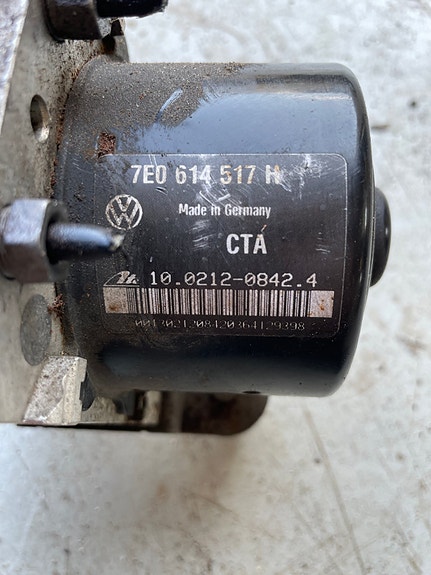 7E0 614 517 H
Made in Germany
CTA
10.0212-0842.4